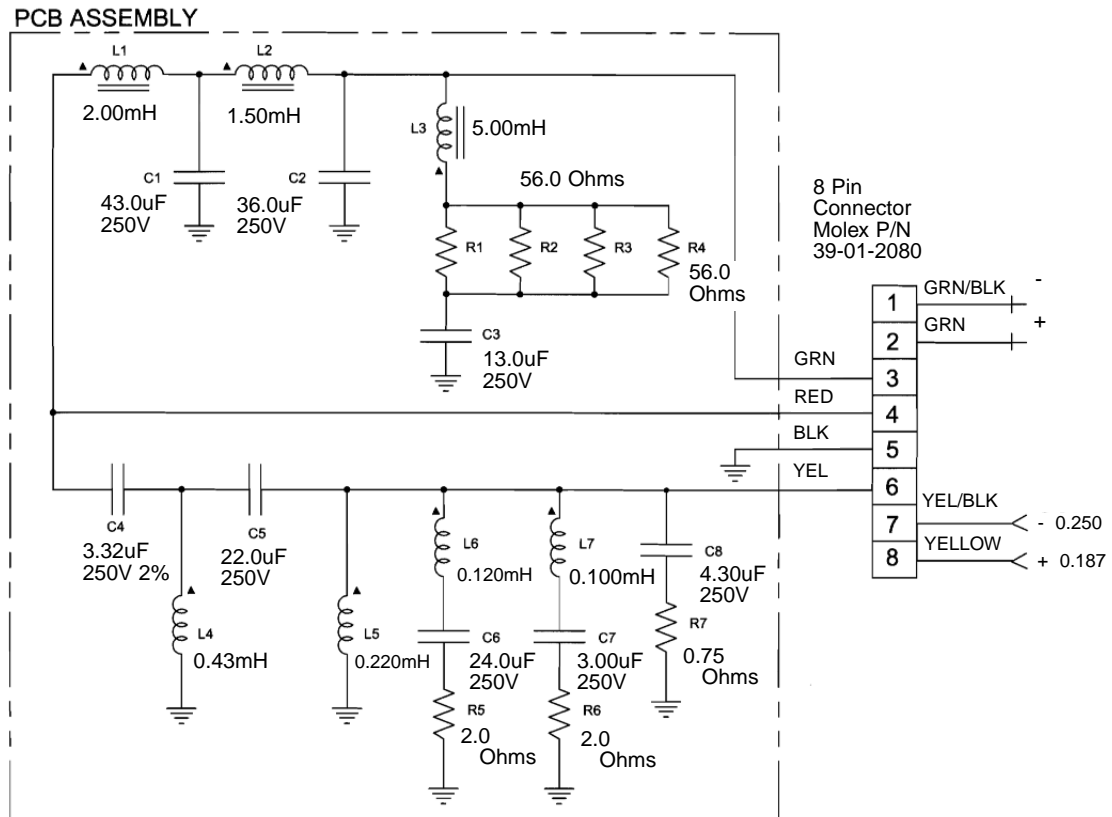 PCB ASSEMBLY
L1
2.00mH
L2
1.50mH
L3
5.00mH
C1
43.0uF
250V
C2
36.0uF
250V
56.0 Ohms
R1
R2
R3
R4
56.0
Ohms
C3
13.0uF
250V
8 Pin
Connector
Molex P/N
39-01-2080
1
GRN/BLK
-
2
GRN
+
GRN
3
RED
4
BLK
5
YEL
6
YEL/BLK
7
- 0.250
YELLOW
8
+ 0.187
C4
3.32uF
250V 2%
C5
22.0uF
250V
L4
0.43mH
L5
0.220mH
L6
0.120mH
C6
24.0uF
250V
R5
2.0
Ohms
L7
0.100mH
C7
3.00uF
250V
R6
2.0
Ohms
C8
4.30uF
250V
R7
0.75
Ohms